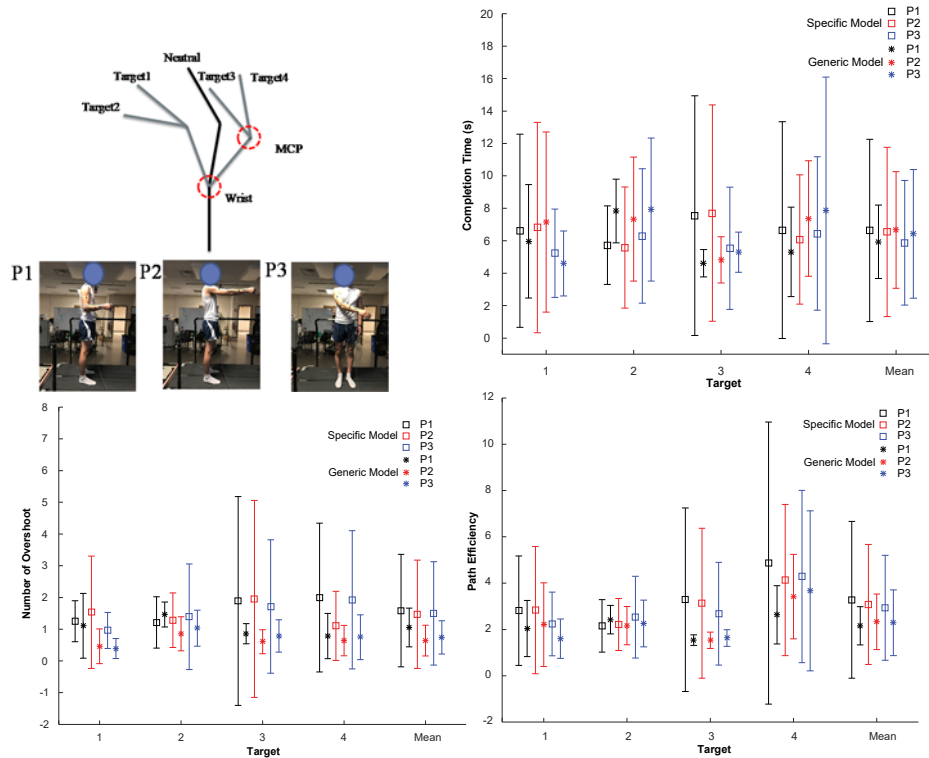 Neutral
Target1
Target3
Target4
Target2
MCP
Wrist
P1
P2
P3
20
18
16
14
12
10
8
6
4
2
0
Completion Time (s)
P1
Specific Model
P2
P3
P1
Generic Model
P2
P3
1
2
3
4
Mean
Target
8
7
6
5
4
3
2
1
0
-1
-2
Number of Overshoot
P1
Specific Model
P2
P3
P1
Generic Model
P2
P3
1
2
3
4
Mean
Target
12
10
8
6
4
2
0
-2
Path Efficiency
P1
Specific Model
P2
P3
P1
Generic Model
P2
P3
1
2
3
4
Mean
Target